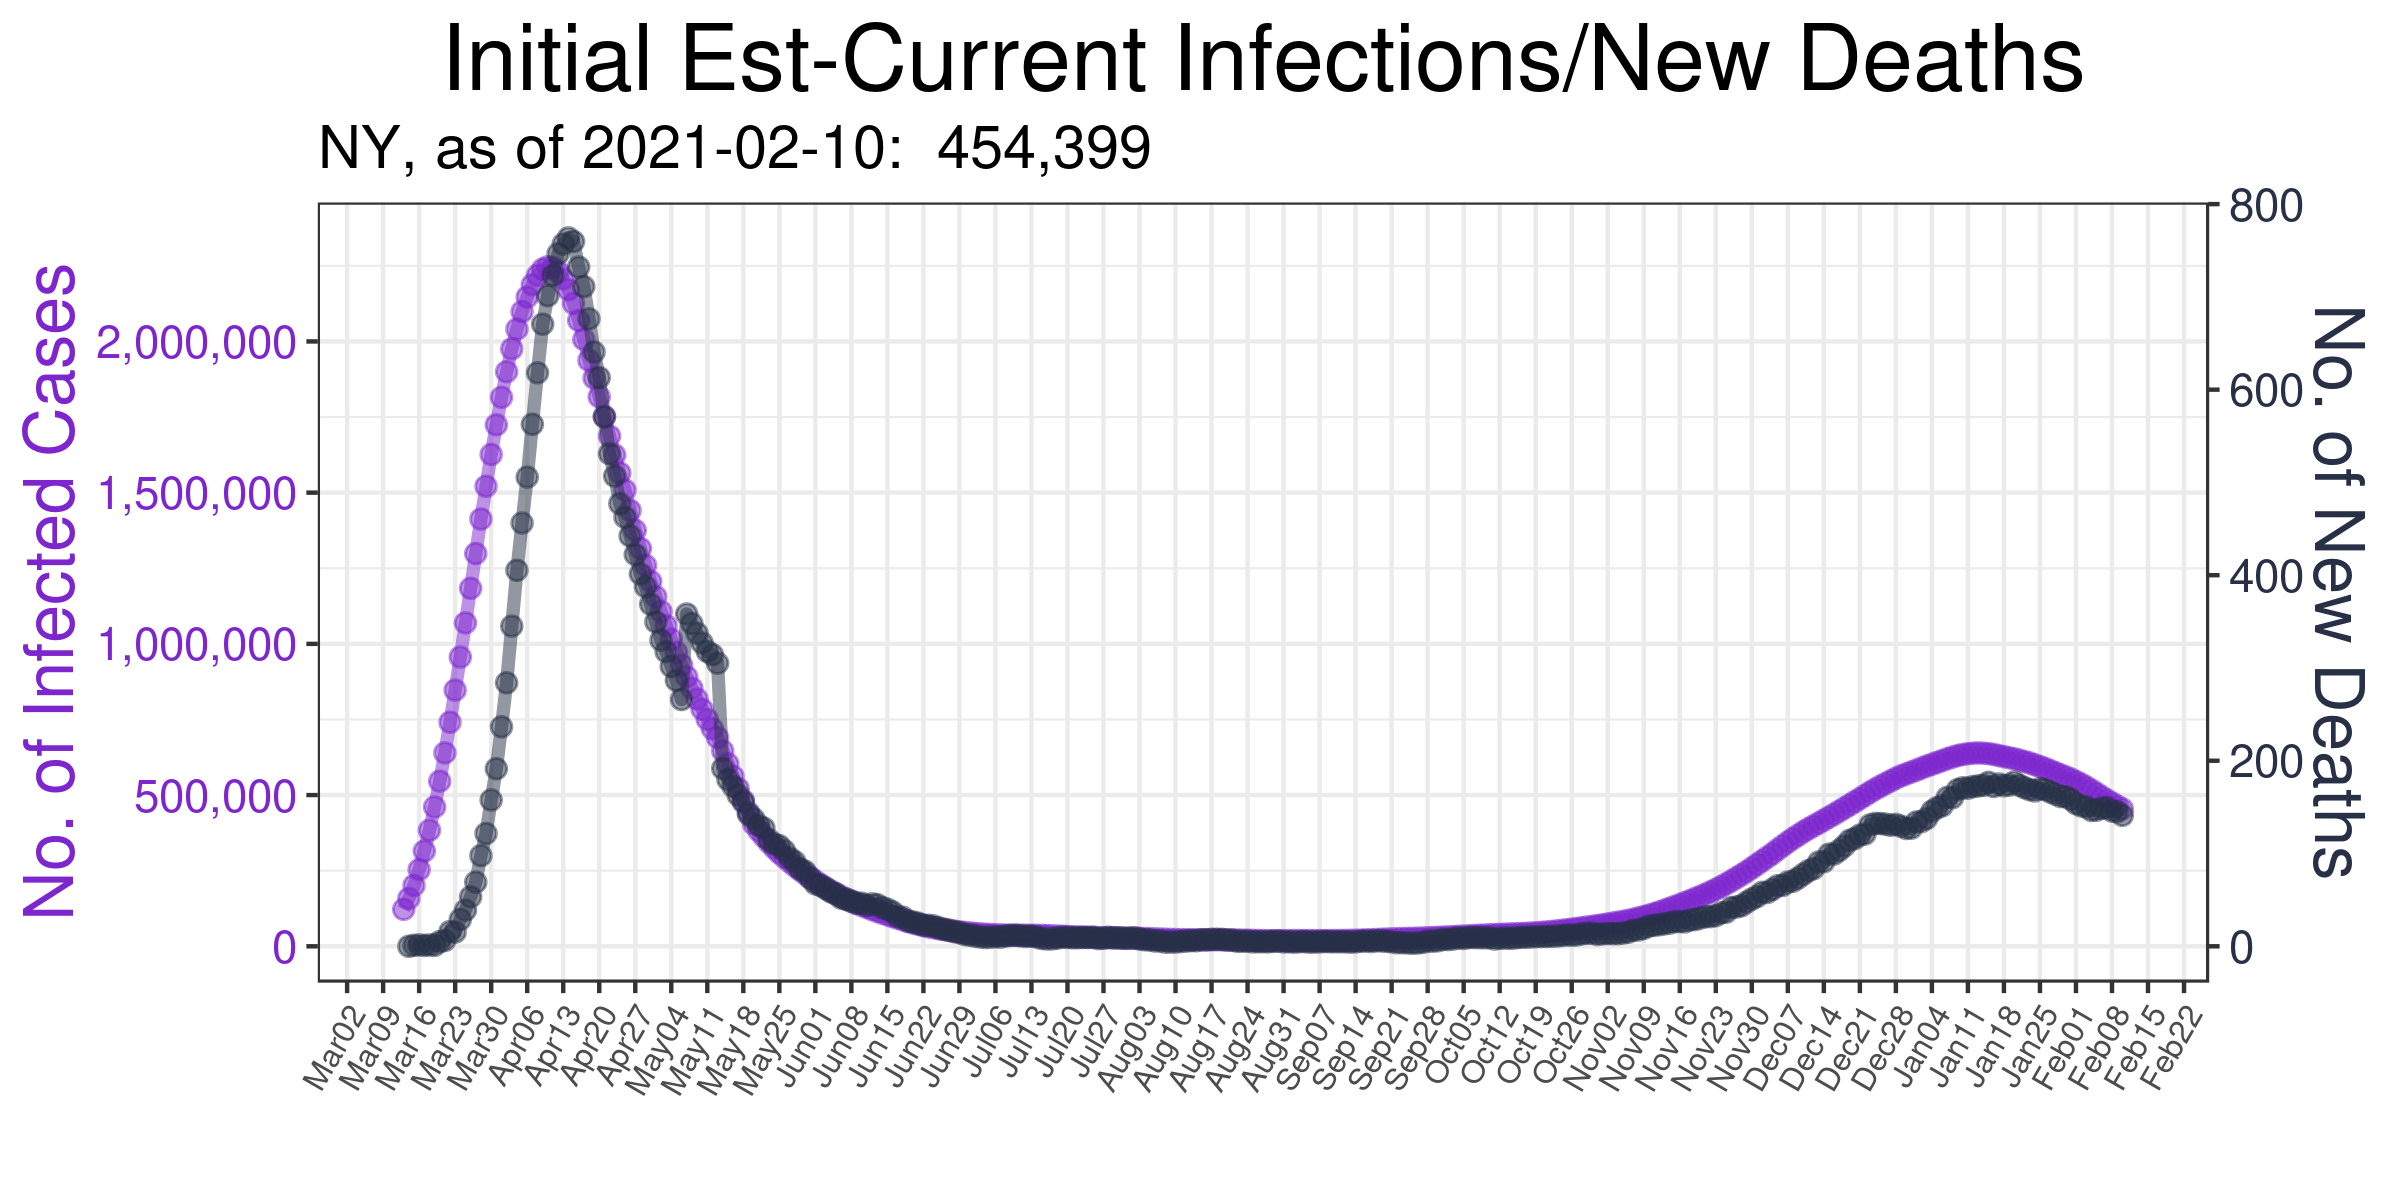 Initial Est-Current Infections/New Deaths
NY, as of 2021-02-10:  454,399
No. of Infected Cases
2,000,000
1,500,000
1,000,000
500,000
0
800
600
400
200
0
No. of New Deaths
Mar02
Mar09
Mar16
Mar23
Mar30
Apr06
Apr13
Apr20
Apr27
May04
May11
May18
May25
Jun01
Jun08
Jun15
Jun22
Jun29
Jul06
Jul13
Jul20
Jul27
Aug03
Aug10
Aug17
Aug24
Aug31
Sep07
Sep14
Sep21
Sep28
Oct05
Oct12
Oct19
Oct26
Nov02
Nov09
Nov16
Nov23
Nov30
Dec07
Dec14
Dec21
Dec28
Jan04
Jan11
Jan18
Jan25
Feb01
Feb08
Feb15
Feb22